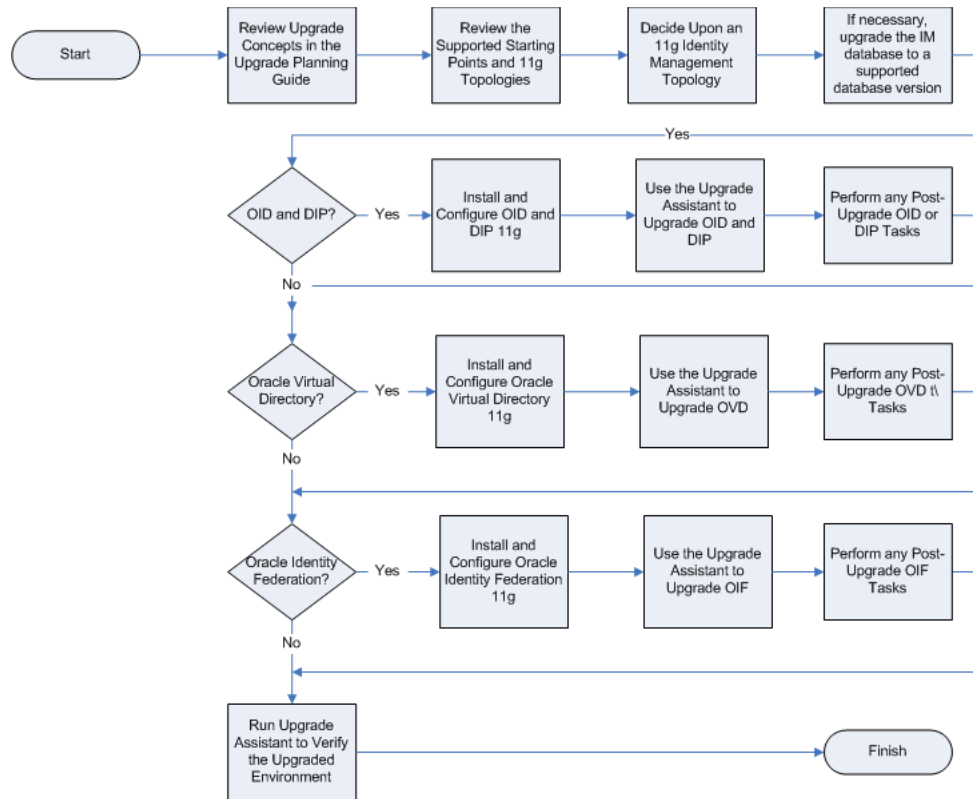 Start
Review Upgrade
Concepts in the
Upgrade Planning
Guide
Review the
Supported Starting
Points and 11g
Topologies
Decide Upon an
11g Identity
Management
Topology
If necessary,
upgrade the IM
database to a
supported
database version
Yes
OID and DIP?
Yes
Install and
Configure OID and
DIP 11g
Use the Upgrade
Assistant to
Upgrade OID and
DIP
Perform any Post-
Upgrade OID or
DIP Tasks
No
Oracle Virtual
Directory?
Yes
Install and
Configure Oracle
Virtual Directory
11g
Use the Upgrade
Assistant to
Upgrade OVD
Perform any Post-
Upgrade OVD t\
Tasks
No
Oracle Identity
Federation?
Yes
Install and
Configure Oracle
Identity Federation
11g
Use the Upgrade
Assistant to
Upgrade OIF
Perform any Post-
Upgrade OIF
Tasks
No
Run Upgrade
Assistant to Verify
the Upgraded
Environment
Finish